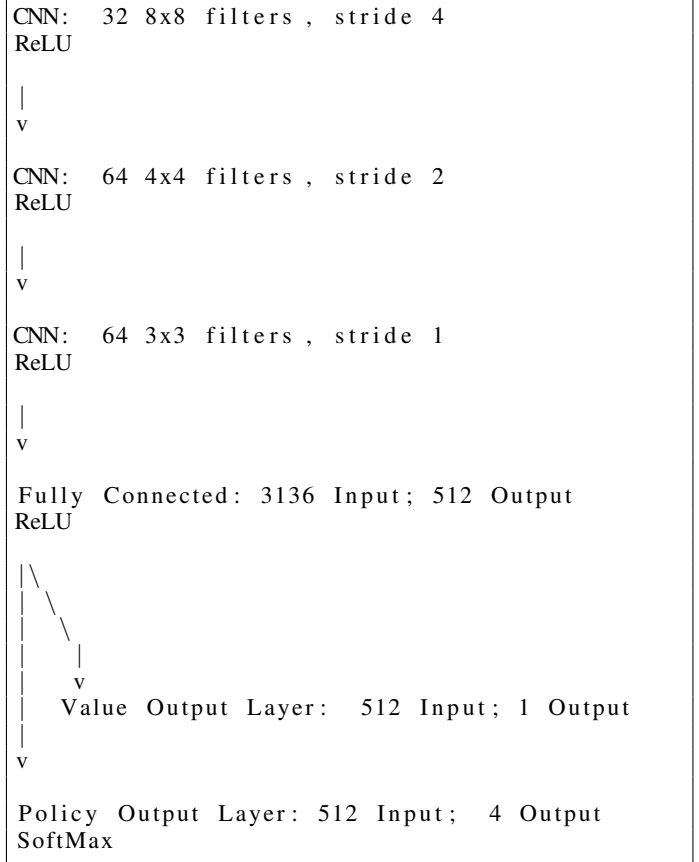 CNN: 32 8x8 filters, stride 4
ReLU
|
v
CNN: 64 4x4 filters, stride 2
ReLU
|
v
CNN: 64 3x3 filters, stride 1
ReLU
|
v
Fully Connected: 3136 Input; 512 Output
ReLU
|\
| \
|  \
|   |
|   v
| Value Output Layer: 512 Input; 1 Output
|
v
Policy Output Layer: 512 Input; 4 Output
SoftMax